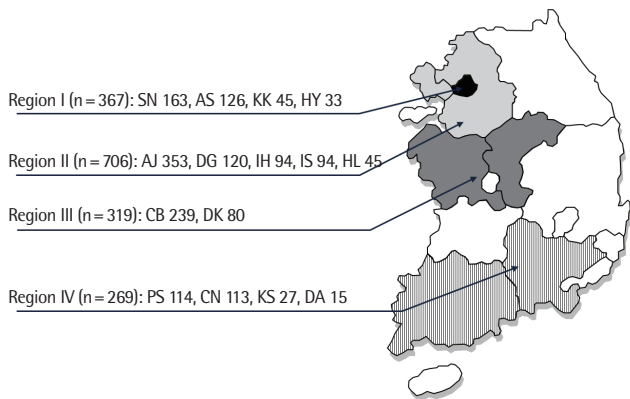 Region I (n = 367): SN 163, AS 126, KK 45, HY 33
Region II (n = 706): AJ 353, DG 120, IH 94, IS 94, HL 45
Region III (n = 319): CB 239, DK 80
Region IV (n = 269): PS 114, CN 113, KS 27, DA 15